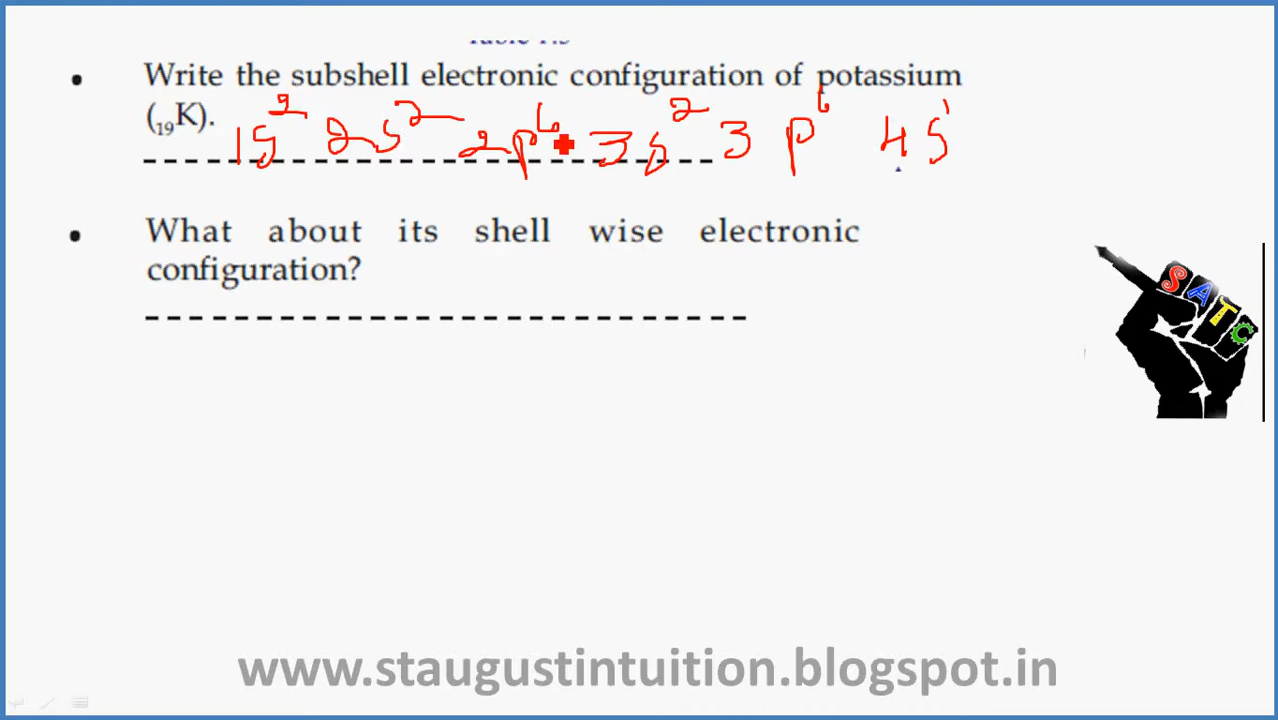 • Write the subshell electronic configuration of potassium
(₁₉K). 1s² 2s² 2p⁶ 3s² 3p⁶ 4s¹
• What about its shell wise electronic
configuration?
SATC
www.staugustintuition.blogspot.in